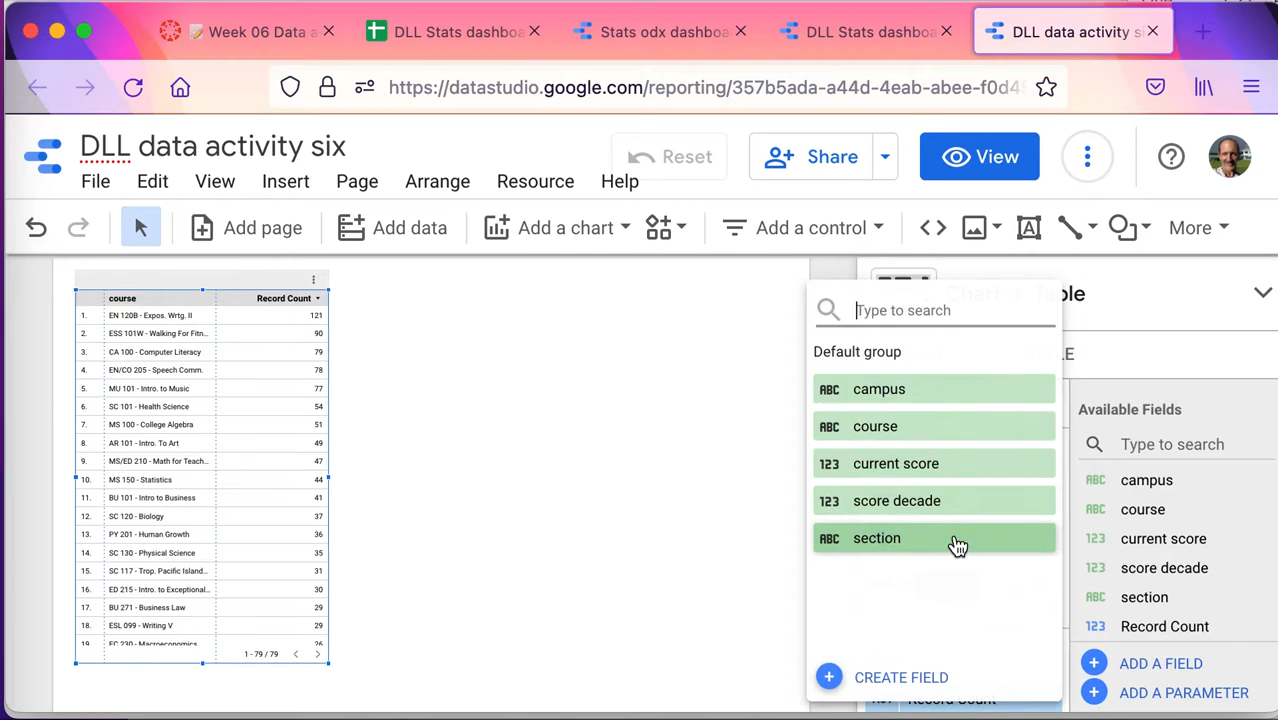 Week 06 Data a
DLL Stats dashboa
Stats odx dashboa
DLL Stats dashboa
DLL data activity si
https://datastudio.google.com/reporting/357b5ada-a44d-4eab-abee-f0d45
DLL data activity six
Reset
Share
View
File Edit View Insert Page Arrange Resource Help
Add page
Add data
Add a chart
Add a control
More
course Record Count
1. EN 120B - Expos. Wrtg. II 121
2. ESS 101W - Walking For Fitn... 90
3. CA 100 - Computer Literacy 79
4. EN/CO 205 - Speech Comm. 78
5. MU 101 - Intro. to Music 77
6. SC 101 - Health Science 54
7. MS 100 - College Algebra 51
8. AR 101 - Intro. To Art 49
9. MS/ED 210 - Math for Teach... 47
10. MS 150 - Statistics 44
11. BU 101 - Intro to Business 41
12. SC 120 - Biology 37
13. PY 201 - Human Growth 36
14. SC 130 - Physical Science 35
15. SC 117 - Trop. Pacific Island... 31
16. ED 215 - Intro. to Exceptional... 30
17. BU 271 - Business Law 29
18. ESL 099 - Writing V 29
19. EC 230 - Macroeconomics 26
1 - 79 / 79
Chart > Table
Type to search
Default group
ABC campus
ABC course
123 current score
123 score decade
ABC section
CREATE FIELD
Record Count
Available Fields
Type to search
ABC campus
ABC course
123 current score
123 score decade
ABC section
123 Record Count
ADD A FIELD
ADD A PARAMETER